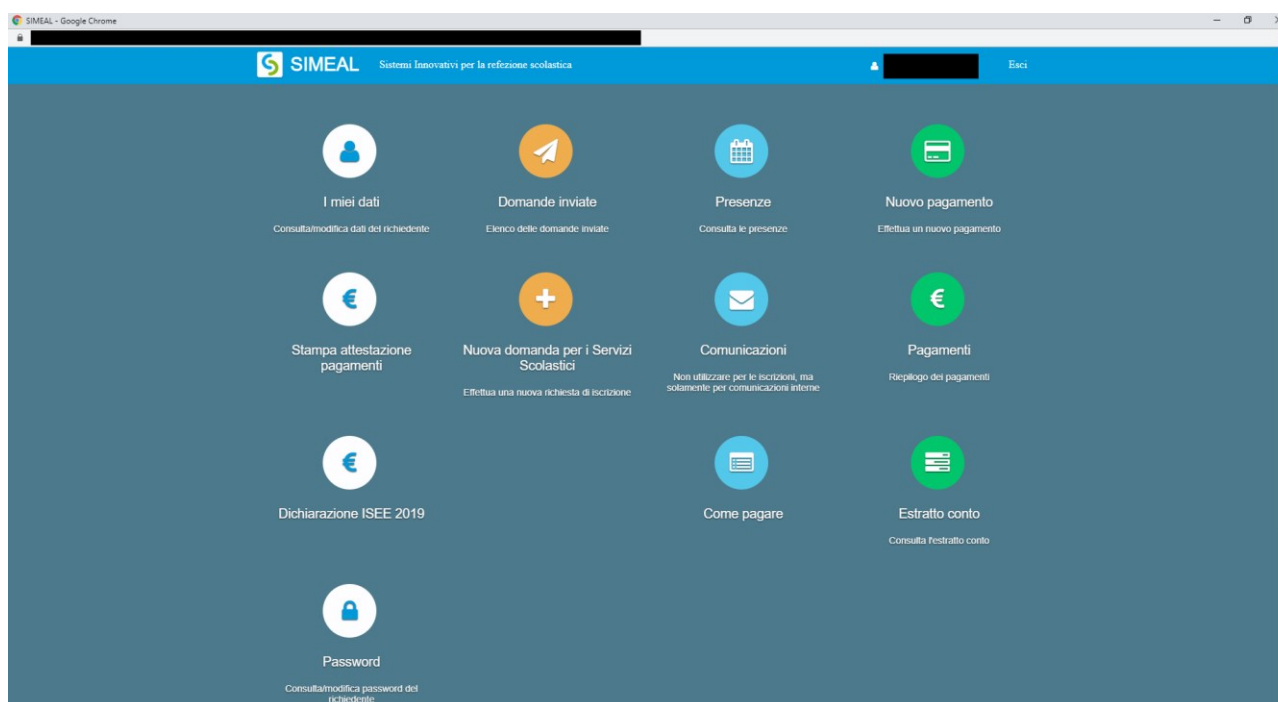 SIMEAL - Google Chrome
SIMEAL Sistemi Innovativi per la refezione scolastica Esci
I miei dati
Consulta/modifica dati del richiedente
Domande inviate
Elenco delle domande inviate
Presenze
Consulta le presenze
Nuovo pagamento
Effettua un nuovo pagamento
Stampa attestazione
pagamenti
Nuova domanda per i Servizi
Scolastici
Effettua una nuova richiesta di iscrizione
Comunicazioni
Non utilizzare per le iscrizioni, ma
solamente per comunicazioni interne
Pagamenti
Riepilogo dei pagamenti
Dichiarazione ISEE 2019
Come pagare
Estratto conto
Consulta l'estratto conto
Password
Consulta/modifica password del
richiedente